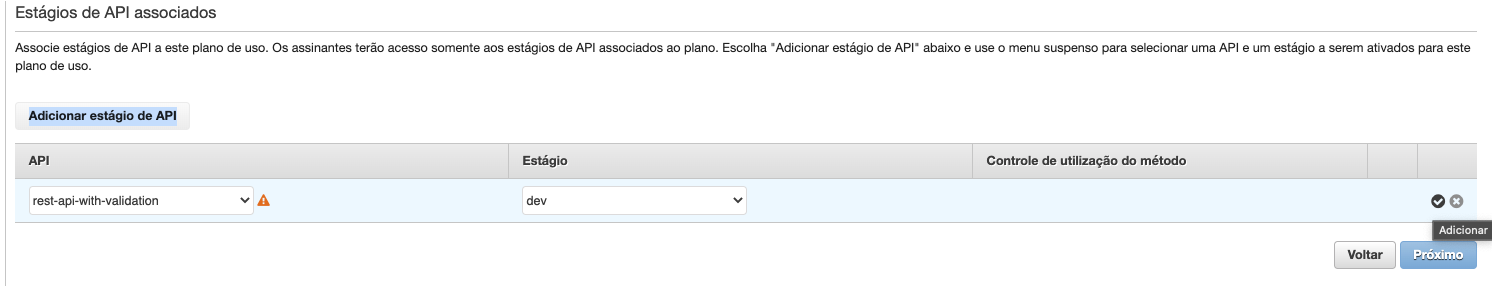 Estágios de API associados
Associe estágios de API a este plano de uso. Os assinantes terão acesso somente aos estágios de API associados ao plano. Escolha "Adicionar estágio de API" abaixo e use o menu suspenso para selecionar uma API e um estágio a serem ativados para este
plano de uso.
Adicionar estágio de API
API Estágio Controle de utilização do método
rest-api-with-validation dev
Adicionar
Voltar Próximo